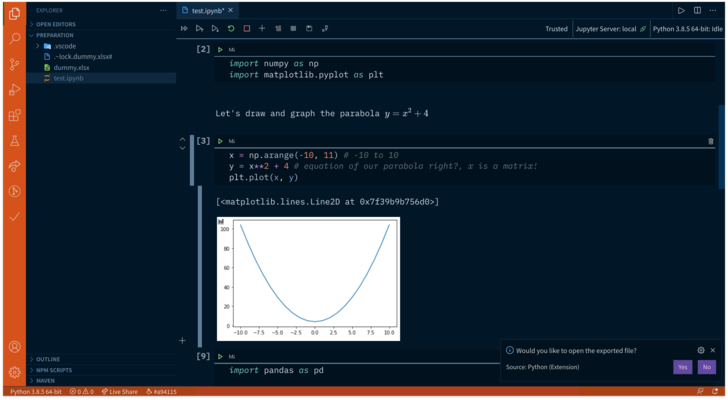 EXPLORER
OPEN EDITORS
PREPARATION
.vscode
.~lock.dummy.xlsx#
dummy.xlsx
test.ipynb
OUTLINE
NPM SCRIPTS
MAVEN
test.ipynb*
Trusted
Jupyter Server: local
Python 3.8.5 64-bit: Idle
[2]
M↓
import numpy as np
import matplotlib.pyplot as plt
Let's draw and graph the parabola y = x² + 4
[3]
M↓
x = np.arange(-10, 11) # -10 to 10
y = x**2 + 4 # equation of our parabola right?, x is a matrix!
plt.plot(x, y)
[<matplotlib.lines.Line2D at 0x7f39b9b756d0>]
100
80
60
40
20
0
-10.0 -7.5 -5.0 -2.5 0.0 2.5 5.0 7.5 10.0
[9]
M↓
import pandas as pd
Would you like to open the exported file?
Source: Python (Extension)
Yes
No
Python 3.8.5 64-bit
0 0
Live Share
#a94115